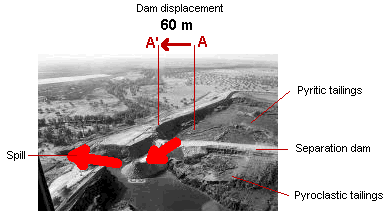 Dam displacement
60 m
A' A
Pyritic tailings
Separation dam
Spill
Pyroclastic tailings